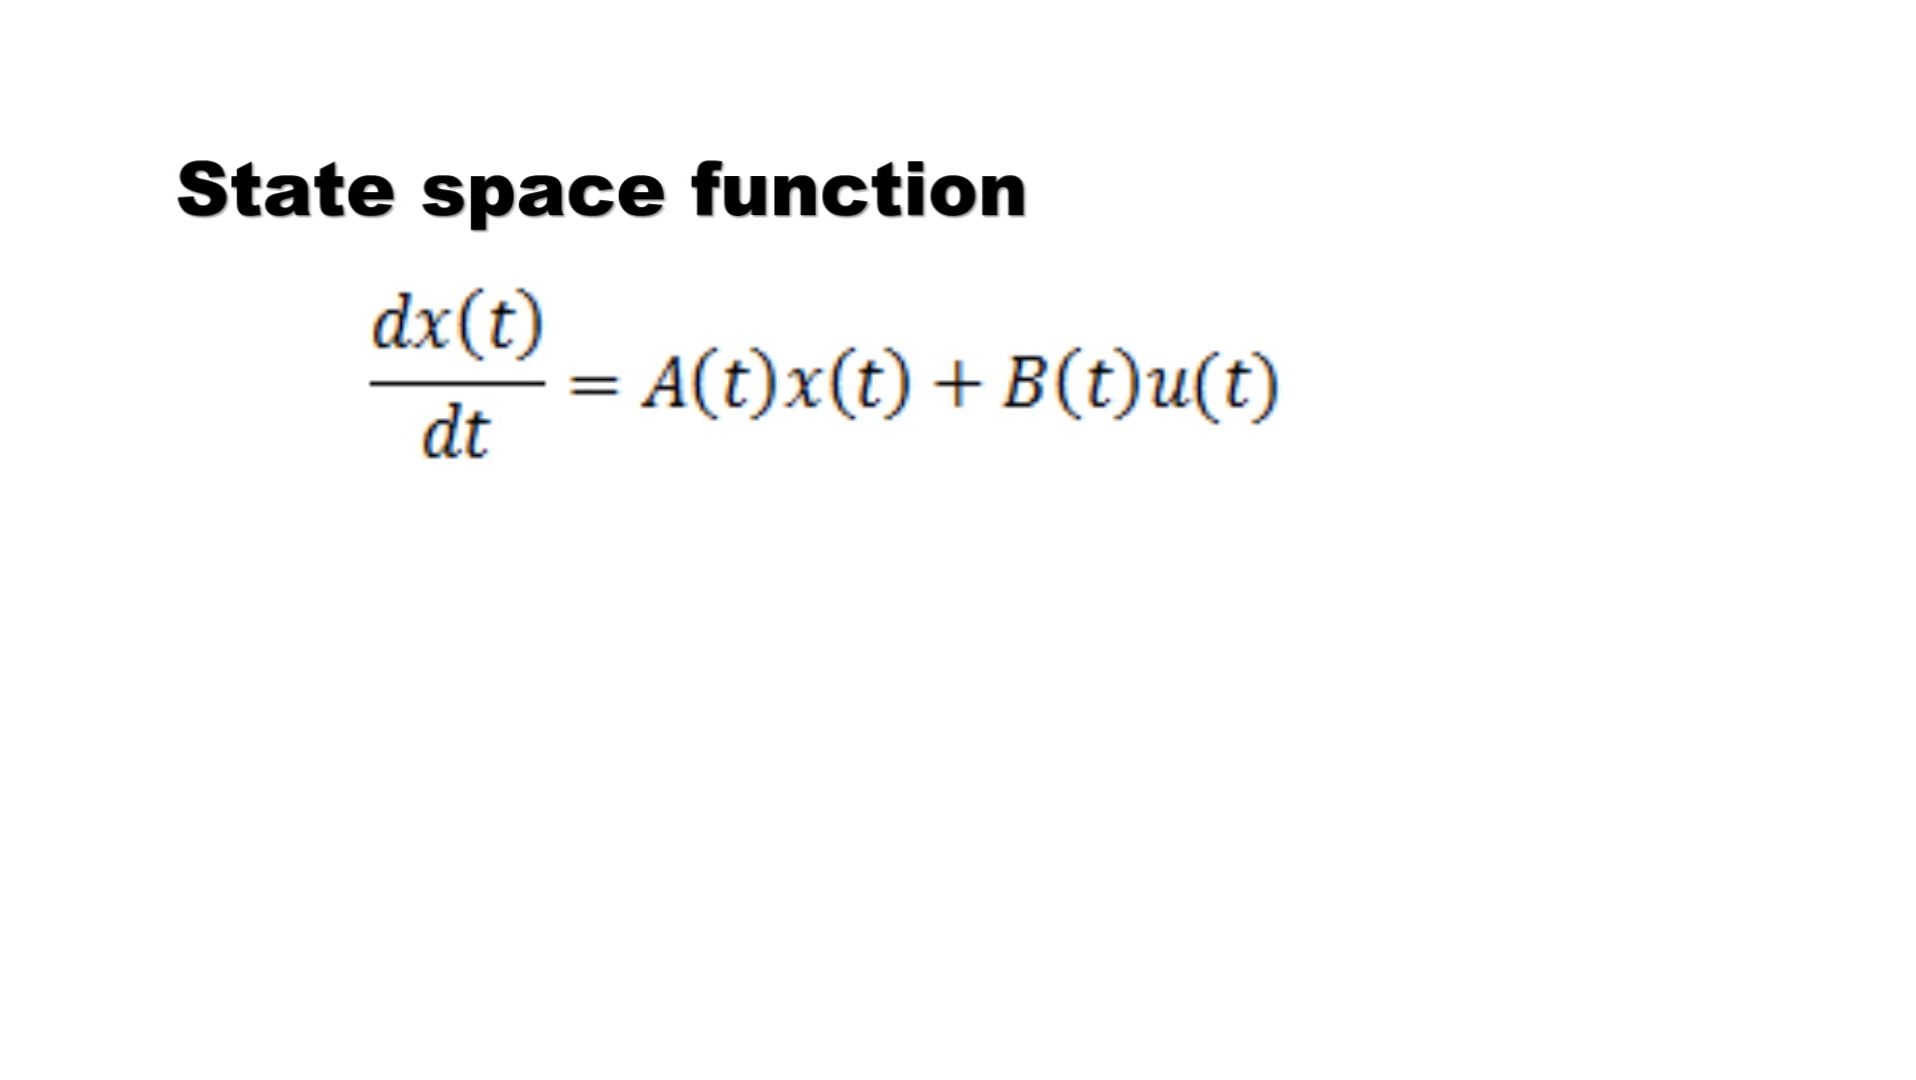 State space function
dx(t)/dt = A(t)x(t) + B(t)u(t)